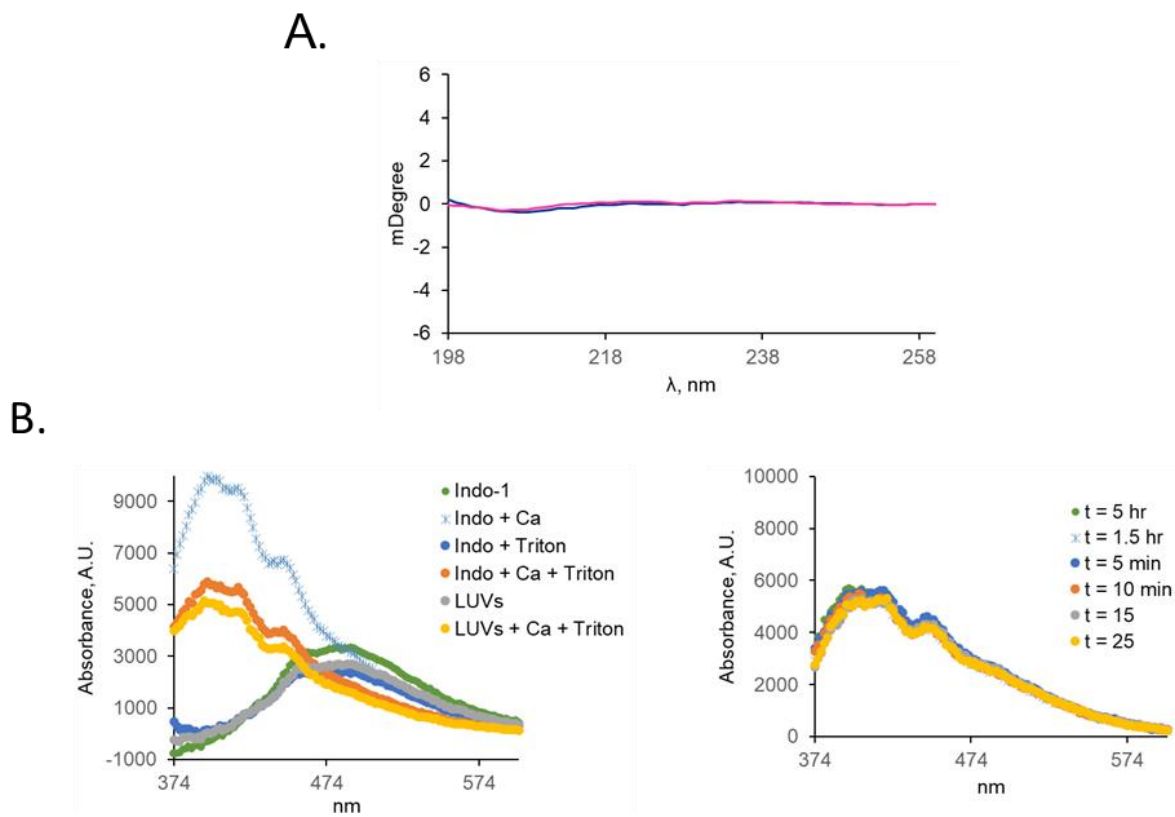 A.
6
4
2
0
-2
-4
-6
mDegree
198 218 238 258
λ, nm
B.
9000
7000
5000
3000
1000
-1000
Absorbance, A.U.
374 474 574
nm
Indo-1
Indo + Ca
Indo + Triton
Indo + Ca + Triton
LUVs
LUVs + Ca + Triton
10000
8000
6000
4000
2000
0
Absorbance, A.U.
374 474 574
nm
t = 5 hr
t = 1.5 hr
t = 5 min
t = 10 min
t = 15
t = 25